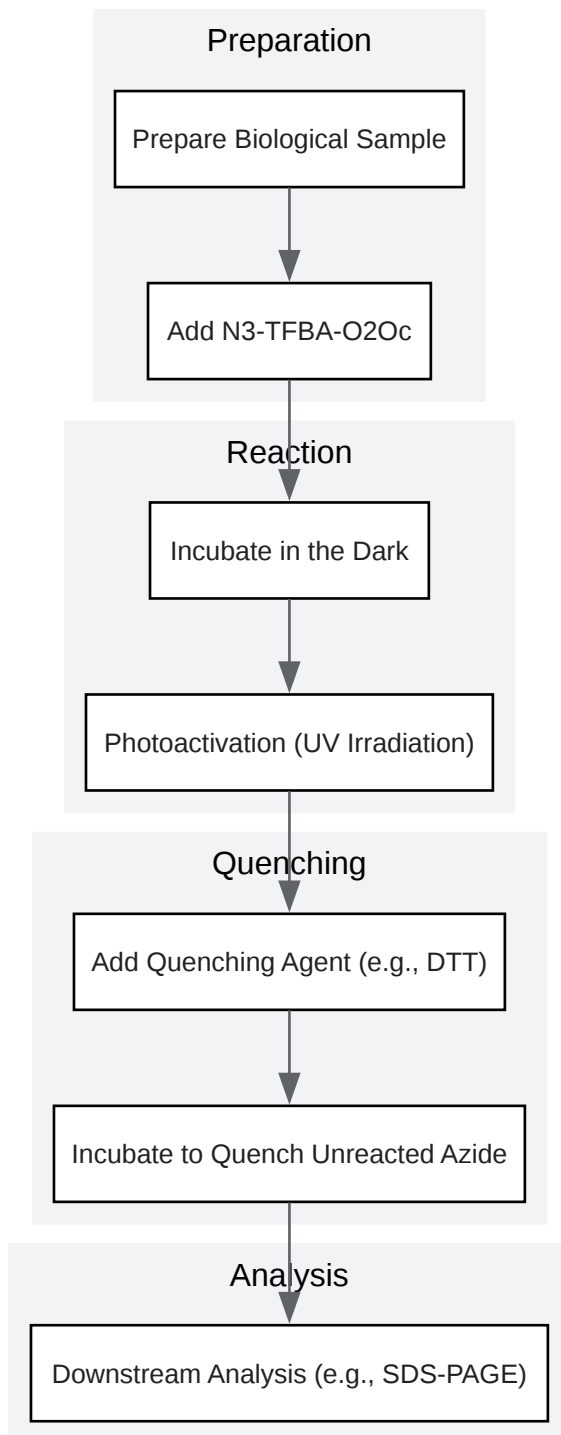 Preparation
Prepare Biological Sample
Add N3-TFBA-O2Oc
Reaction
Incubate in the Dark
Photoactivation (UV Irradiation)
Quenching
Add Quenching Agent (e.g., DTT)
Incubate to Quench Unreacted Azide
Analysis
Downstream Analysis (e.g., SDS-PAGE)